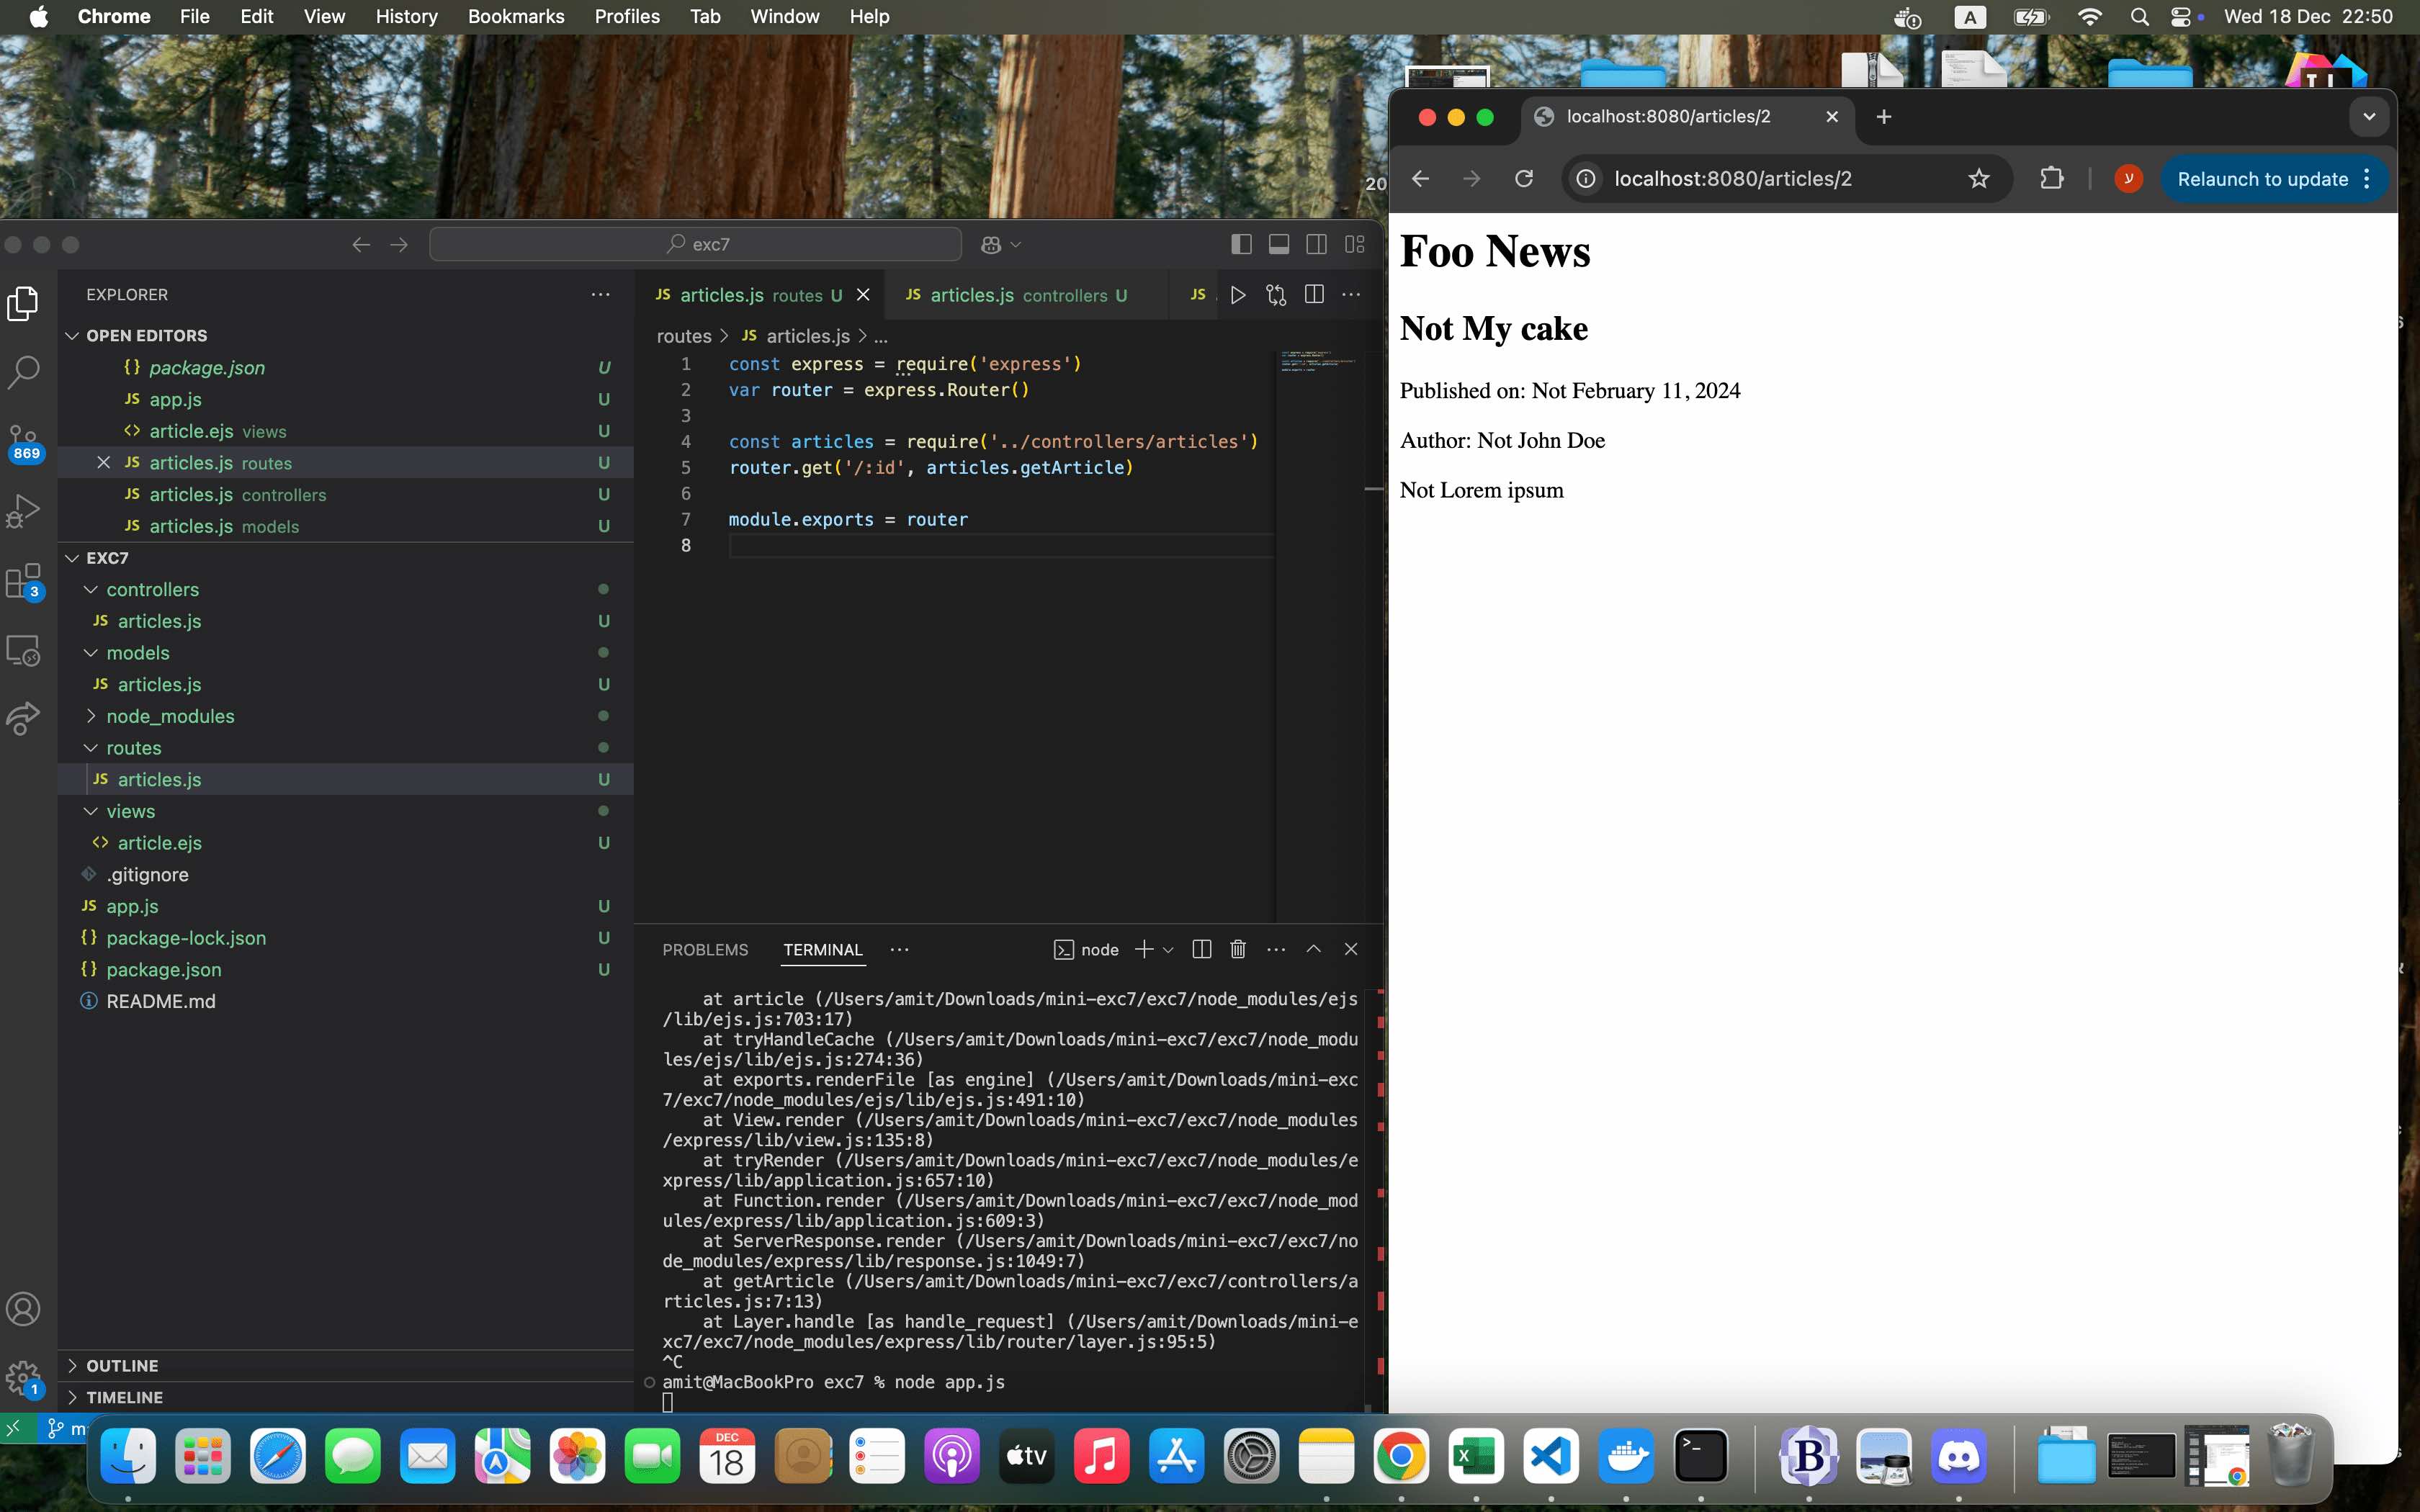 Chrome File Edit View History Bookmarks Profiles Tab Window Help
A
Wed 18 Dec 22:50
20
localhost:8080/articles/2
localhost:8080/articles/2
Relaunch to update
Foo News
Not My cake
Published on: Not February 11, 2024
Author: Not John Doe
Not Lorem ipsum
exc7
EXPLORER
OPEN EDITORS
{} package.json U
JS app.js U
<> article.ejs views U
JS articles.js routes U
JS articles.js controllers U
JS articles.js models U
EXC7
controllers
JS articles.js U
models
JS articles.js U
node_modules
routes
JS articles.js U
views
<> article.ejs U
.gitignore
JS app.js U
{} package-lock.json U
{} package.json U
README.md
OUTLINE
TIMELINE
869
3
1
JS articles.js routes U
JS articles.js controllers U
JS
routes > JS articles.js > ...
1 const express = require('express')
2 var router = express.Router()
3
4 const articles = require('../controllers/articles')
5 router.get('/:id', articles.getArticle)
6
7 module.exports = router
8
PROBLEMS TERMINAL
node
at article (/Users/amit/Downloads/mini-exc7/exc7/node_modules/ejs
/lib/ejs.js:703:17)
at tryHandleCache (/Users/amit/Downloads/mini-exc7/exc7/node_modu
les/ejs/lib/ejs.js:274:36)
at exports.renderFile [as engine] (/Users/amit/Downloads/mini-exc
7/exc7/node_modules/ejs/lib/ejs.js:491:10)
at View.render (/Users/amit/Downloads/mini-exc7/exc7/node_modules
/express/lib/view.js:135:8)
at tryRender (/Users/amit/Downloads/mini-exc7/exc7/node_modules/e
xpress/lib/application.js:657:10)
at Function.render (/Users/amit/Downloads/mini-exc7/exc7/node_mod
ules/express/lib/application.js:609:3)
at ServerResponse.render (/Users/amit/Downloads/mini-exc7/exc7/no
de_modules/express/lib/response.js:1049:7)
at getArticle (/Users/amit/Downloads/mini-exc7/exc7/controllers/a
rticles.js:7:13)
at Layer.handle [as handle_request] (/Users/amit/Downloads/mini-e
xc7/exc7/node_modules/express/lib/router/layer.js:95:5)
^C
amit@MacBookPro exc7 % node app.js
DEC
18
tv
B